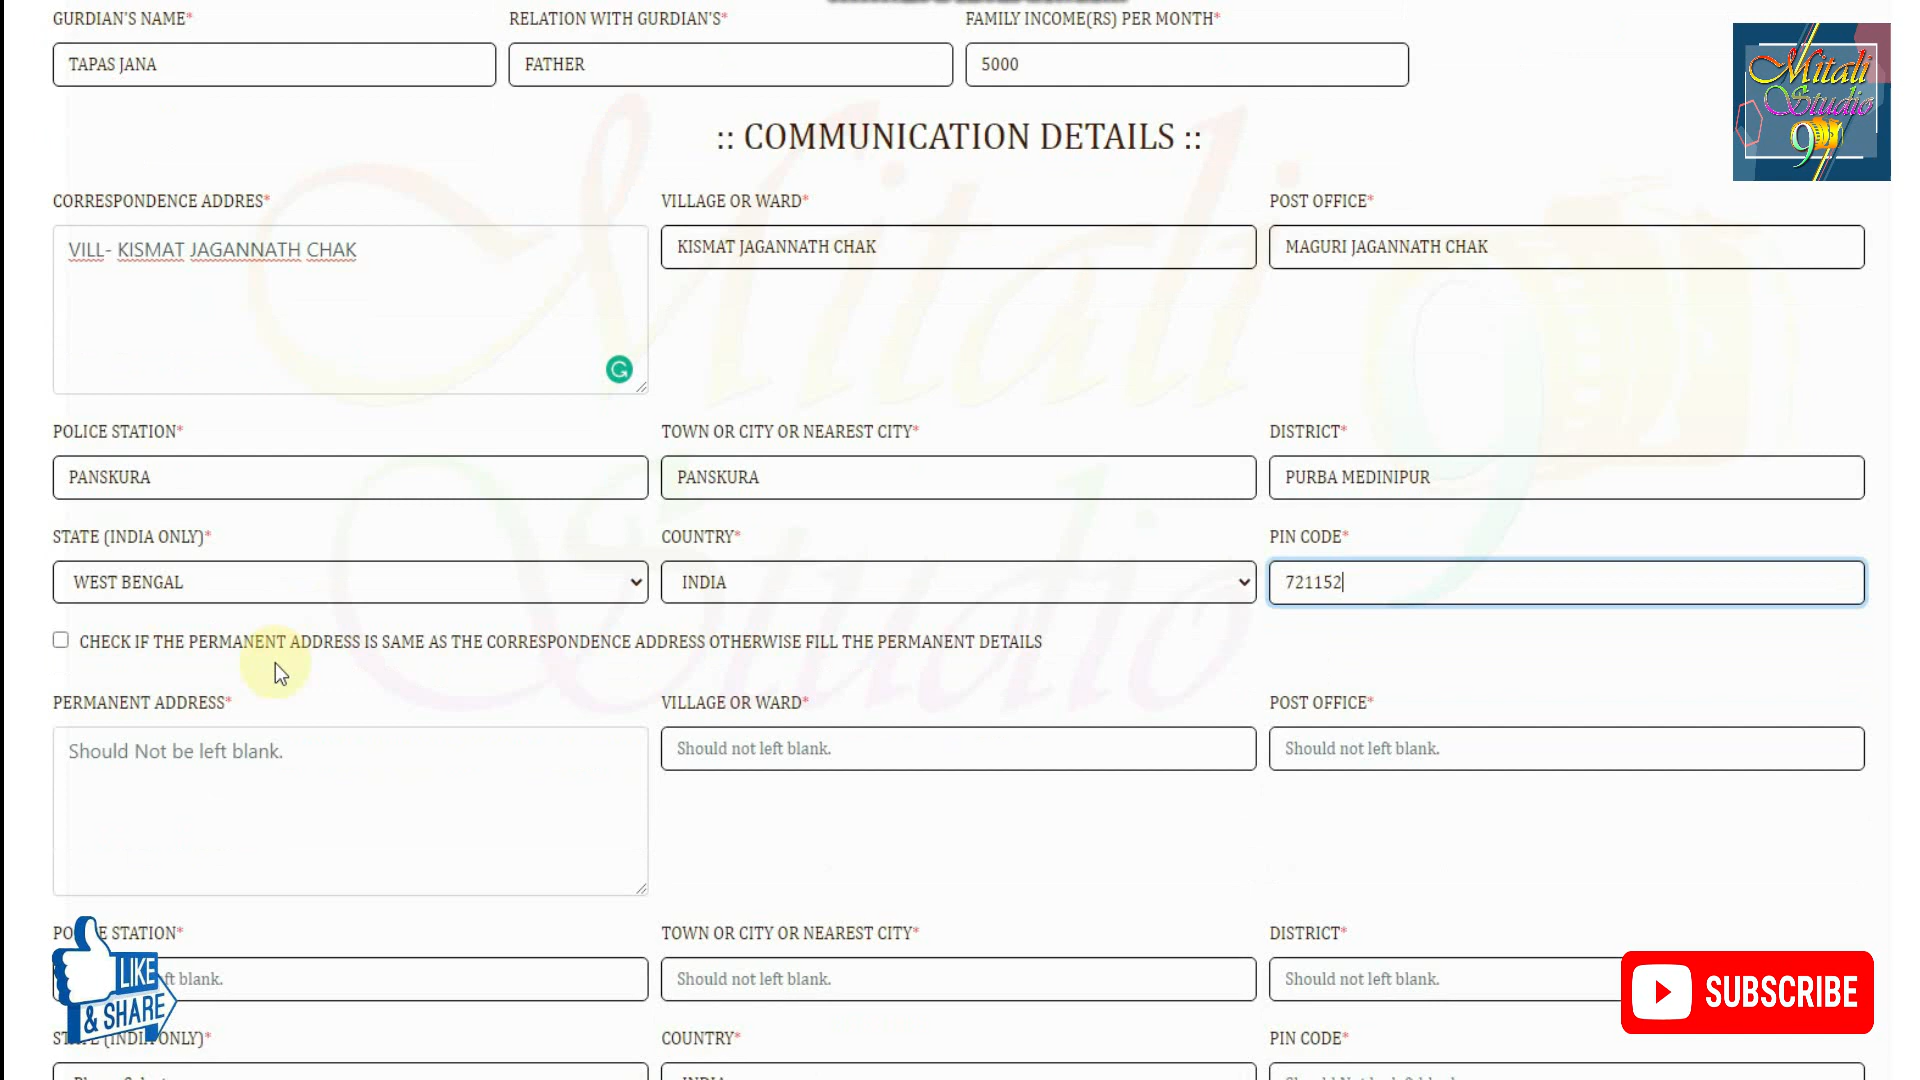 GURDIAN'S NAME* RELATION WITH GURDIAN'S* FAMILY INCOME(RS) PER MONTH*
TAPAS JANA FATHER 5000
Mitali
Studio
91
:: COMMUNICATION DETAILS ::
CORRESPONDENCE ADDRES* VILLAGE OR WARD* POST OFFICE*
VILL- KISMAT JAGANNATH CHAK KISMAT JAGANNATH CHAK MAGURI JAGANNATH CHAK
POLICE STATION* TOWN OR CITY OR NEAREST CITY* DISTRICT*
PANSKURA PANSKURA PURBA MEDINIPUR
STATE (INDIA ONLY)* COUNTRY* PIN CODE*
WEST BENGAL INDIA 721152
CHECK IF THE PERMANENT ADDRESS IS SAME AS THE CORRESPONDENCE ADDRESS OTHERWISE FILL THE PERMANENT DETAILS
PERMANENT ADDRESS* VILLAGE OR WARD* POST OFFICE*
Should Not be left blank. Should not left blank. Should not left blank.
STATION* TOWN OR CITY OR NEAREST CITY* DISTRICT*
blank. Should not left blank. Should not left blank.
LIKE
& SHARE
SUBSCRIBE
ONLY)* COUNTRY* PIN CODE*